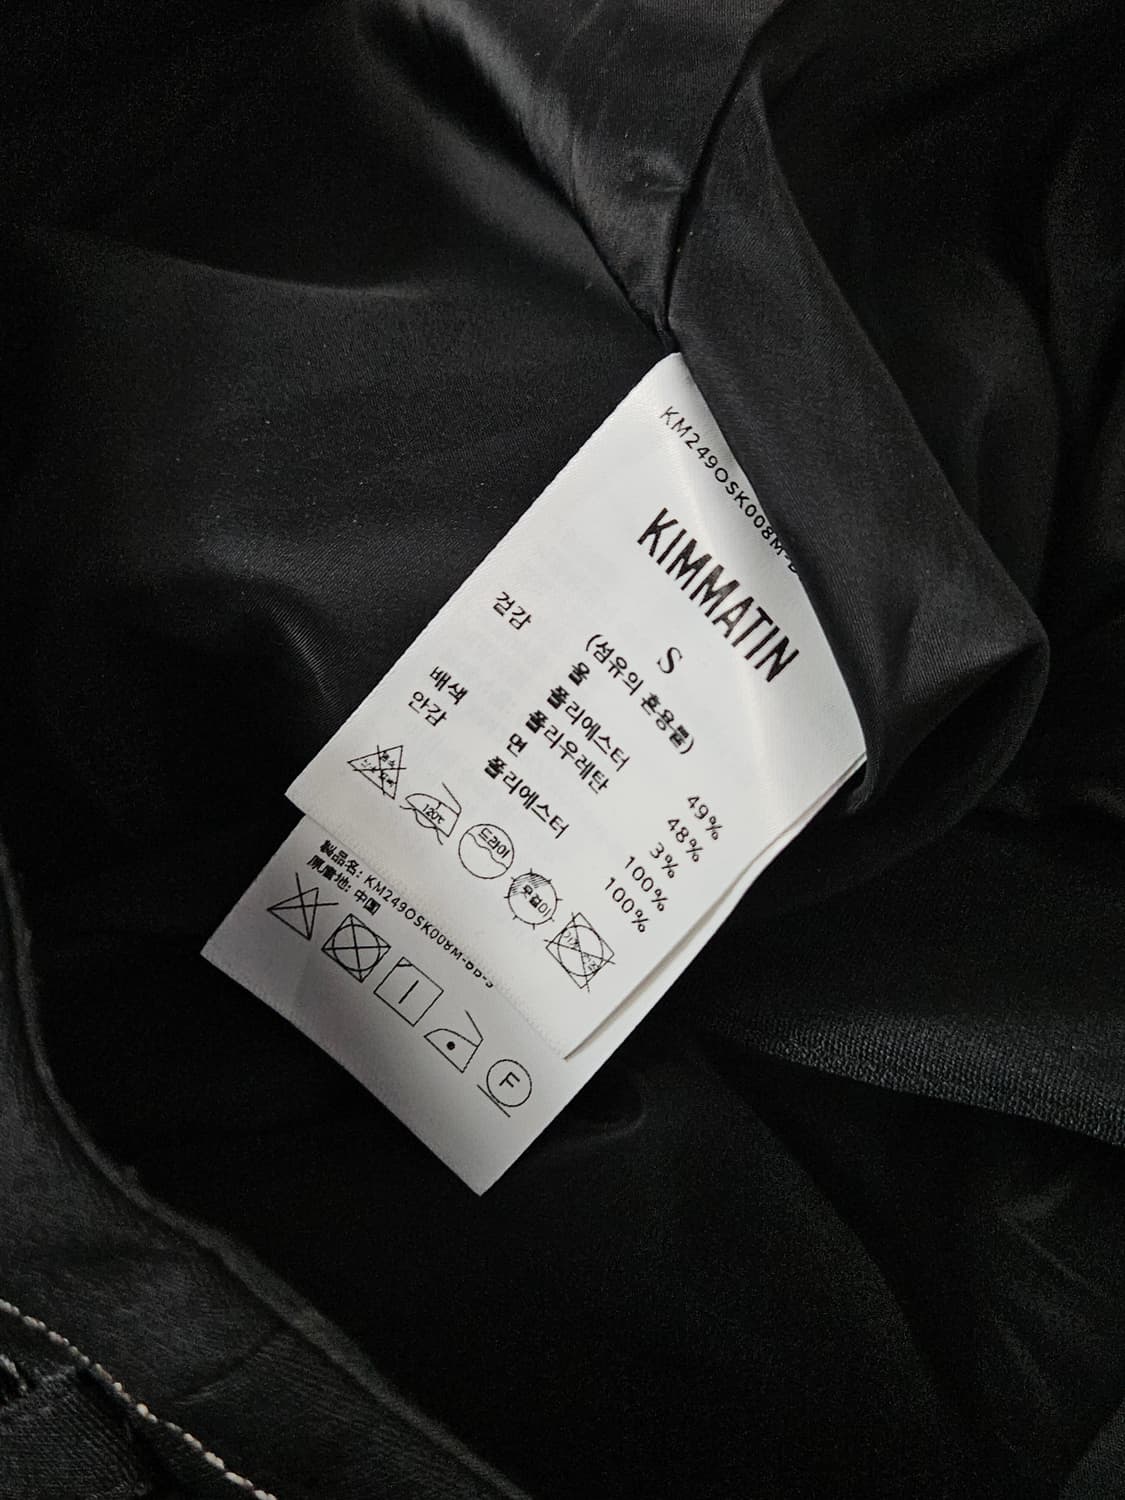 KM249OSK008M-
KIMMATIN
S
(섬유의 혼용률)
겉감 울 49%
폴리에스터 48%
폴리우레탄 3%
배색 면 100%
안감 폴리에스터 100%
120℃ 드라이
製品名: KM249OSK008M-BB-S
原産地: 中国
F